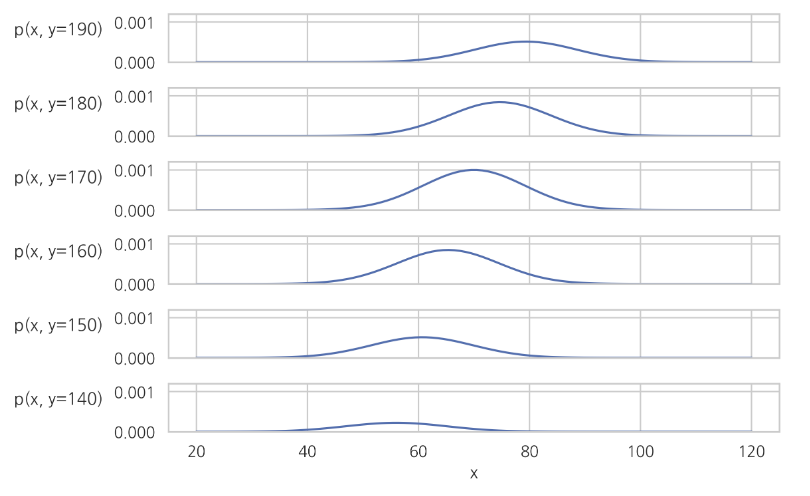 p(x, y=190) 0.001
0.000
p(x, y=180) 0.001
0.000
p(x, y=170) 0.001
0.000
p(x, y=160) 0.001
0.000
p(x, y=150) 0.001
0.000
p(x, y=140) 0.001
0.000
20 40 60 80 100 120
x